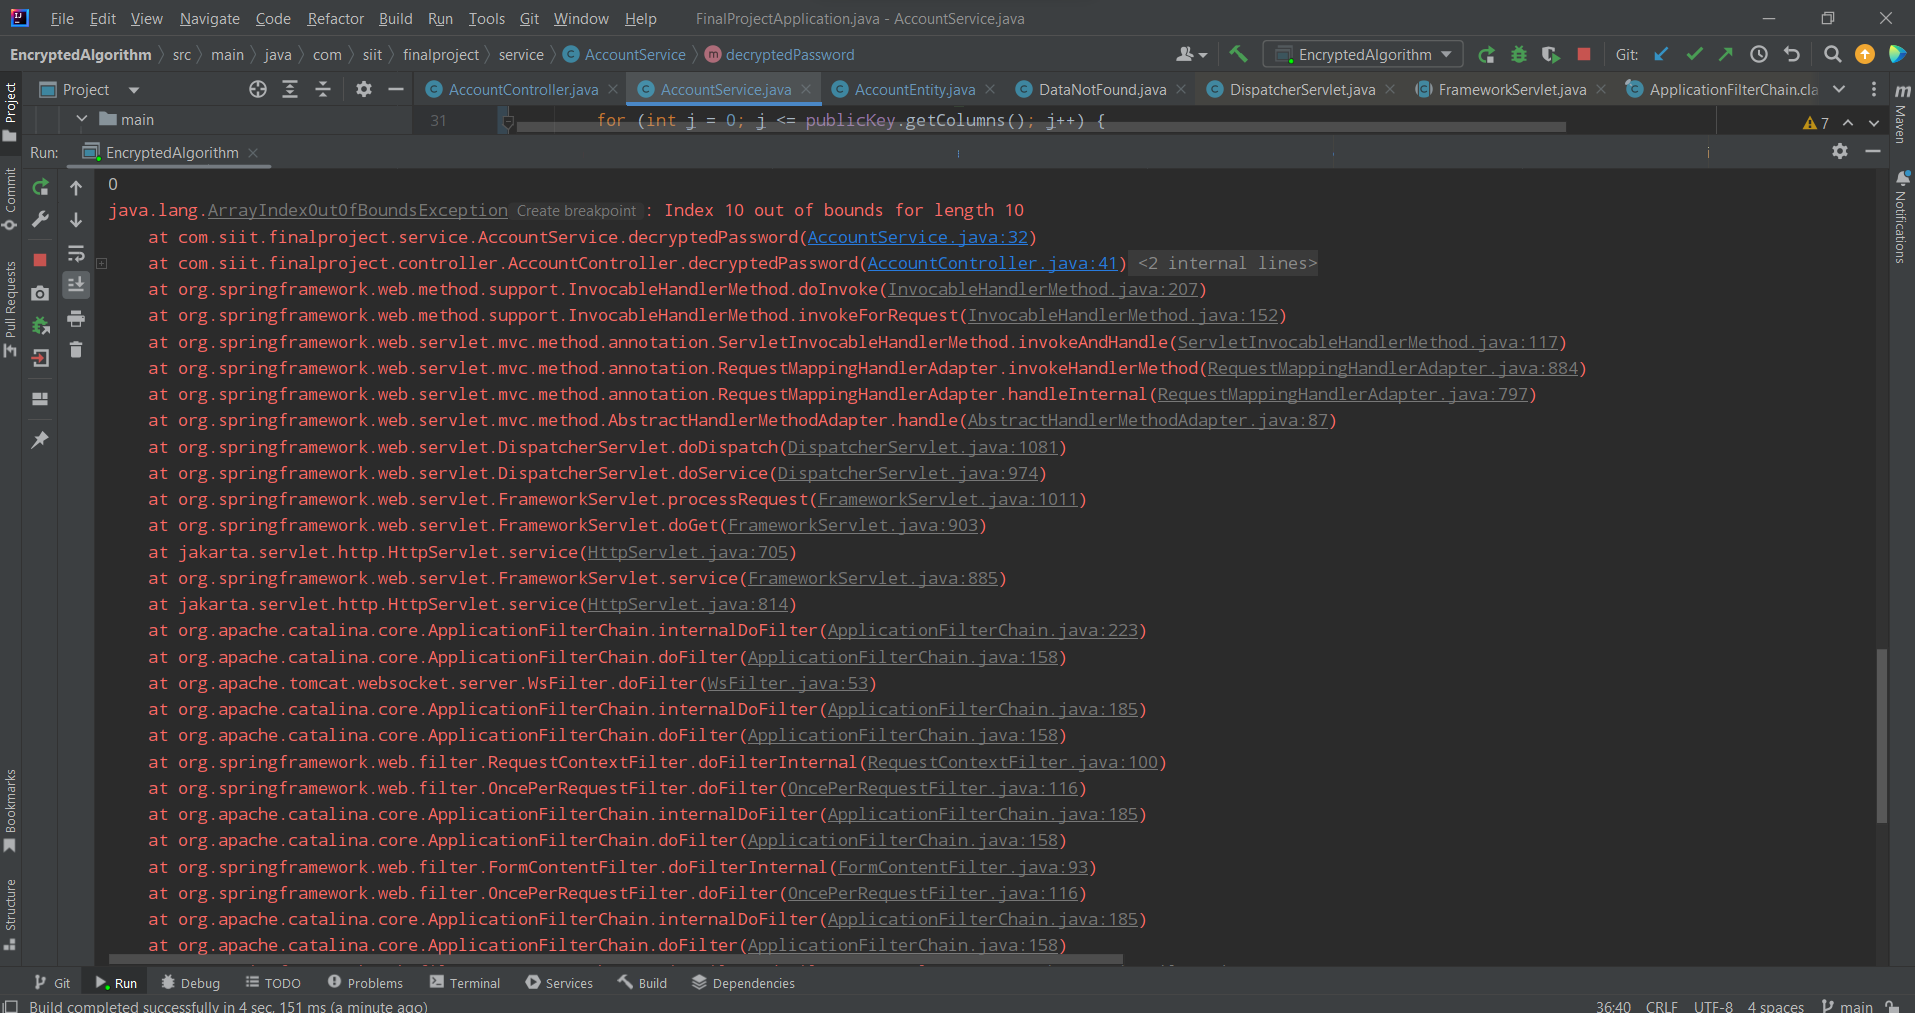 File Edit View Navigate Code Refactor Build Run Tools Git Window Help FinalProjectApplication.java - AccountService.java
EncryptedAlgorithm src main java com siit finalproject service AccountService decryptedPassword EncryptedAlgorithm Git:
Project AccountController.java AccountService.java AccountEntity.java DataNotFound.java DispatcherServlet.java FrameworkServlet.java ApplicationFilterChain.cla
main 31 for (int j = 0; j <= publicKey.getColumns(); j++) { 7
Run: EncryptedAlgorithm
0
java.lang.ArrayIndexOutOfBoundsException Create breakpoint : Index 10 out of bounds for length 10
at com.siit.finalproject.service.AccountService.decryptedPassword(AccountService.java:32)
at com.siit.finalproject.controller.AccountController.decryptedPassword(AccountController.java:41) <2 internal lines>
at org.springframework.web.method.support.InvocableHandlerMethod.doInvoke(InvocableHandlerMethod.java:207)
at org.springframework.web.method.support.InvocableHandlerMethod.invokeForRequest(InvocableHandlerMethod.java:152)
at org.springframework.web.servlet.mvc.method.annotation.ServletInvocableHandlerMethod.invokeAndHandle(ServletInvocableHandlerMethod.java:117)
at org.springframework.web.servlet.mvc.method.annotation.RequestMappingHandlerAdapter.invokeHandlerMethod(RequestMappingHandlerAdapter.java:884)
at org.springframework.web.servlet.mvc.method.annotation.RequestMappingHandlerAdapter.handleInternal(RequestMappingHandlerAdapter.java:797)
at org.springframework.web.servlet.mvc.method.AbstractHandlerMethodAdapter.handle(AbstractHandlerMethodAdapter.java:87)
at org.springframework.web.servlet.DispatcherServlet.doDispatch(DispatcherServlet.java:1081)
at org.springframework.web.servlet.DispatcherServlet.doService(DispatcherServlet.java:974)
at org.springframework.web.servlet.FrameworkServlet.processRequest(FrameworkServlet.java:1011)
at org.springframework.web.servlet.FrameworkServlet.doGet(FrameworkServlet.java:903)
at jakarta.servlet.http.HttpServlet.service(HttpServlet.java:705)
at org.springframework.web.servlet.FrameworkServlet.service(FrameworkServlet.java:885)
at jakarta.servlet.http.HttpServlet.service(HttpServlet.java:814)
at org.apache.catalina.core.ApplicationFilterChain.internalDoFilter(ApplicationFilterChain.java:223)
at org.apache.catalina.core.ApplicationFilterChain.doFilter(ApplicationFilterChain.java:158)
at org.apache.tomcat.websocket.server.WsFilter.doFilter(WsFilter.java:53)
at org.apache.catalina.core.ApplicationFilterChain.internalDoFilter(ApplicationFilterChain.java:185)
at org.apache.catalina.core.ApplicationFilterChain.doFilter(ApplicationFilterChain.java:158)
at org.springframework.web.filter.RequestContextFilter.doFilterInternal(RequestContextFilter.java:100)
at org.springframework.web.filter.OncePerRequestFilter.doFilter(OncePerRequestFilter.java:116)
at org.apache.catalina.core.ApplicationFilterChain.internalDoFilter(ApplicationFilterChain.java:185)
at org.apache.catalina.core.ApplicationFilterChain.doFilter(ApplicationFilterChain.java:158)
at org.springframework.web.filter.FormContentFilter.doFilterInternal(FormContentFilter.java:93)
at org.springframework.web.filter.OncePerRequestFilter.doFilter(OncePerRequestFilter.java:116)
at org.apache.catalina.core.ApplicationFilterChain.internalDoFilter(ApplicationFilterChain.java:185)
at org.apache.catalina.core.ApplicationFilterChain.doFilter(ApplicationFilterChain.java:158)
Project
Commit
Pull Requests
Bookmarks
Structure
Maven
Notifications
Git Run Debug TODO Problems Terminal Services Build Dependencies
Build completed successfully in 4 sec, 151 ms (a minute ago) 36:40 CRLF UTF-8 4 spaces main